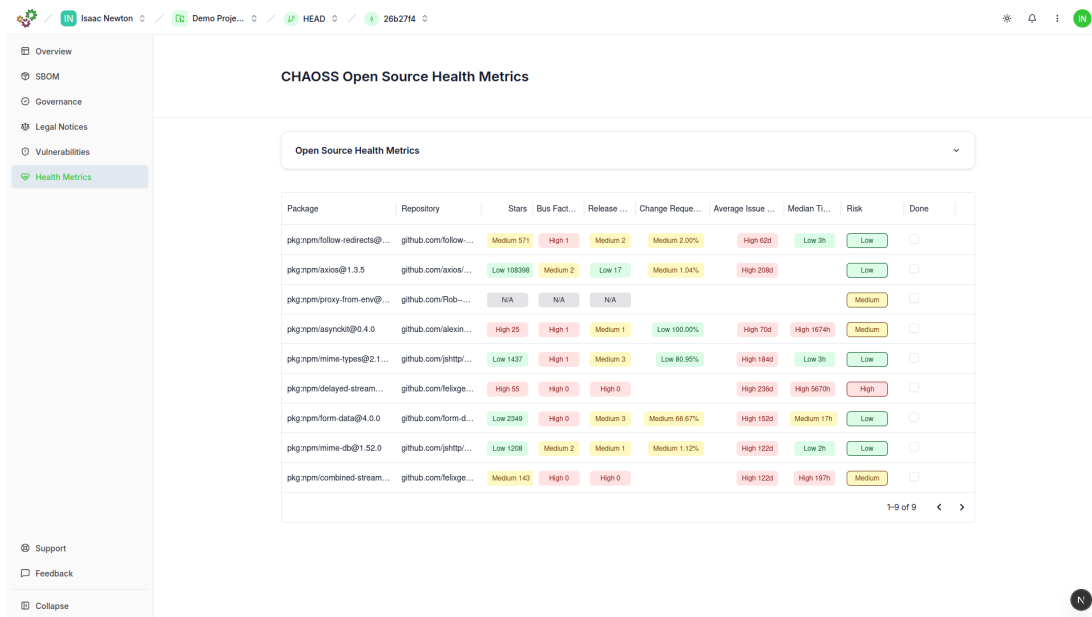 IN Isaac Newton / Demo Proje... / HEAD / 26b27f4 IN
Overview
SBOM
Governance
Legal Notices
Vulnerabilities
Health Metrics
CHAOSS Open Source Health Metrics
Open Source Health Metrics
Package Repository Stars Bus Fact... Release ... Change Reque... Average Issue ... Median Ti... Risk Done
pkg:npm/follow-redirects@... github.com/follow-... Medium 571 High 1 Medium 2 Medium 2.00% High 62d Low 3h Low
pkg:npm/axios@1.3.5 github.com/axios/... Low 108398 Medium 2 Low 17 Medium 1.04% High 208d Low
pkg:npm/proxy-from-env@... github.com/Rob--... N/A N/A N/A Medium
pkg:npm/asynckit@0.4.0 github.com/alexin... High 25 High 1 Medium 1 Low 100.00% High 70d High 1674h Medium
pkg:npm/mime-types@2.1... github.com/jshttp/... Low 1437 High 1 Medium 3 Low 80.95% High 184d Low 3h Low
pkg:npm/delayed-stream... github.com/felixge... High 55 High 0 High 0 High 236d High 5670h High
pkg:npm/form-data@4.0.0 github.com/form-d... Low 2349 High 0 Medium 3 Medium 66.67% High 152d Medium 17h Low
pkg:npm/mime-db@1.52.0 github.com/jshttp/... Low 1208 Medium 2 Medium 1 Medium 1.12% High 122d Low 2h Low
pkg:npm/combined-stream... github.com/felixge... Medium 143 High 0 High 0 High 122d High 197h Medium
1–9 of 9
Support
Feedback
Collapse
N